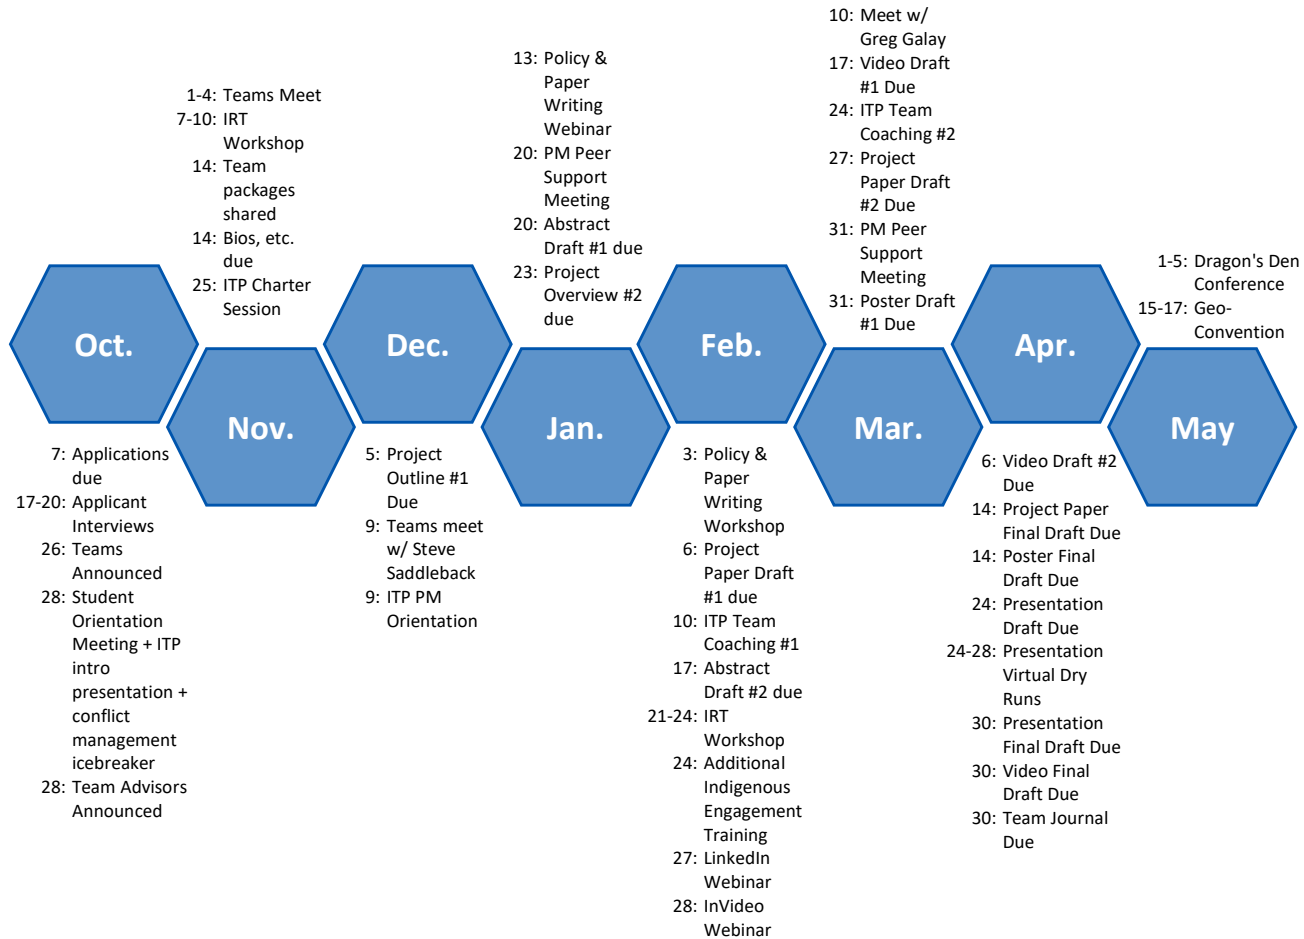 Oct.
7: Applications
due
17-20: Applicant
Interviews
26: Teams
Announced
28: Student
Orientation
Meeting + ITP
intro
presentation +
conflict
management
icebreaker
28: Team Advisors
Announced
1-4: Teams Meet
7-10: IRT
Workshop
14: Team
packages
shared
14: Bios, etc.
due
25: ITP Charter
Session
Nov.
Dec.
5: Project
Outline #1
Due
9: Teams meet
w/ Steve
Saddleback
9: ITP PM
Orientation
13: Policy &
Paper
Writing
Webinar
20: PM Peer
Support
Meeting
20: Abstract
Draft #1 due
23: Project
Overview #2
due
Jan.
Feb.
3: Policy &
Paper
Writing
Workshop
6: Project
Paper Draft
#1 due
10: ITP Team
Coaching #1
17: Abstract
Draft #2 due
21-24: IRT
Workshop
24: Additional
Indigenous
Engagement
Training
27: LinkedIn
Webinar
28: InVideo
Webinar
10: Meet w/
Greg Galay
17: Video Draft
#1 Due
24: ITP Team
Coaching #2
27: Project
Paper Draft
#2 Due
31: PM Peer
Support
Meeting
31: Poster Draft
#1 Due
Mar.
Apr.
6: Video Draft #2
Due
14: Project Paper
Final Draft Due
14: Poster Final
Draft Due
24: Presentation
Draft Due
24-28: Presentation
Virtual Dry
Runs
30: Presentation
Final Draft Due
30: Video Final
Draft Due
30: Team Journal
Due
1-5: Dragon's Den
Conference
15-17: Geo-
Convention
May